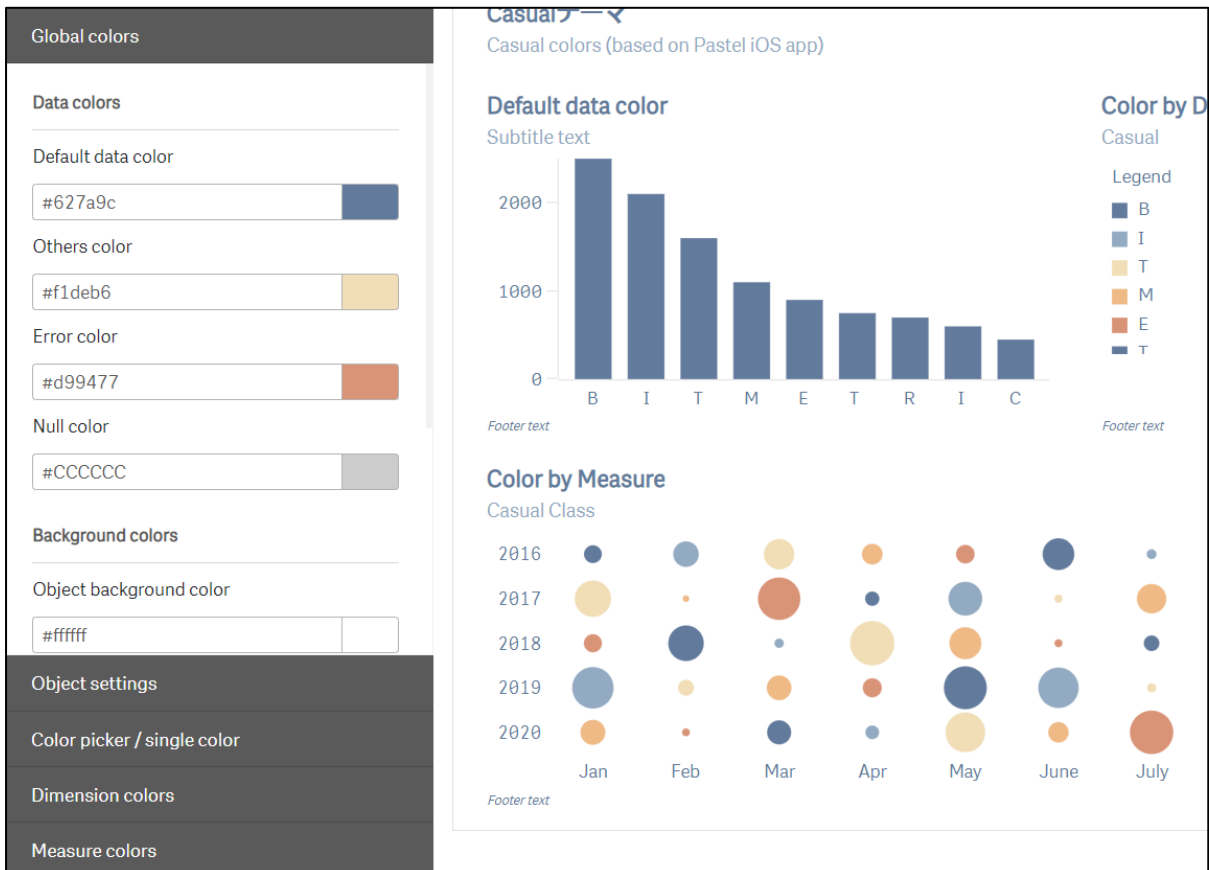 Global colors
Data colors
Default data color
#627a9c
Others color
#f1deb6
Error color
#d99477
Null color
#CCCCCC
Background colors
Object background color
#ffffff
Object settings
Color picker / single color
Dimension colors
Measure colors
Casualテーマ
Casual colors (based on Pastel iOS app)
Default data color
Subtitle text
2000
1000
0
B I T M E T R I C
Footer text
Color by D
Casual
Legend
B
I
T
M
E
T
Footer text
Color by Measure
Casual Class
2016
2017
2018
2019
2020
Jan Feb Mar Apr May June July
Footer text